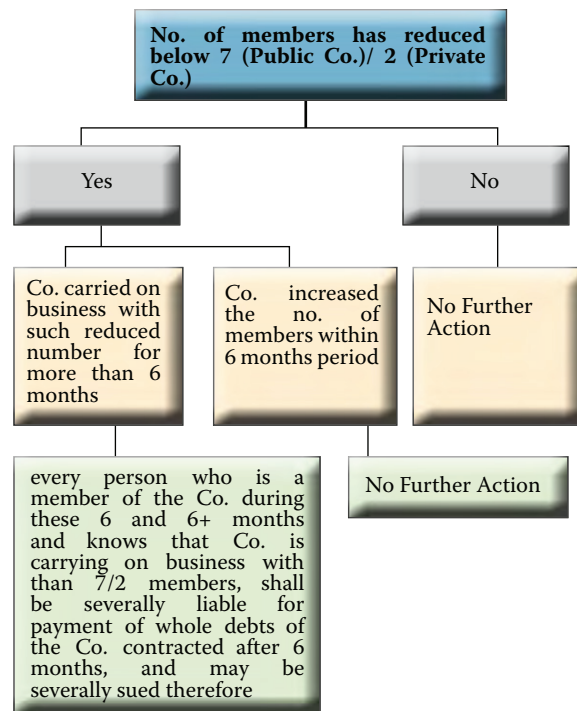 No. of members has reduced
below 7 (Public Co.)/ 2 (Private
Co.)
Yes
No
Co. carried on
business with
such reduced
number for
more than 6
months
Co. increased
the no. of
members within
6 months period
No Further
Action
every person who is a
member of the Co. during
these 6 and 6+ months
and knows that Co. is
carrying on business with
than 7/2 members, shall
be severally liable for
payment of whole debts of
the Co. contracted after 6
months, and may be
severally sued therefore
No Further Action